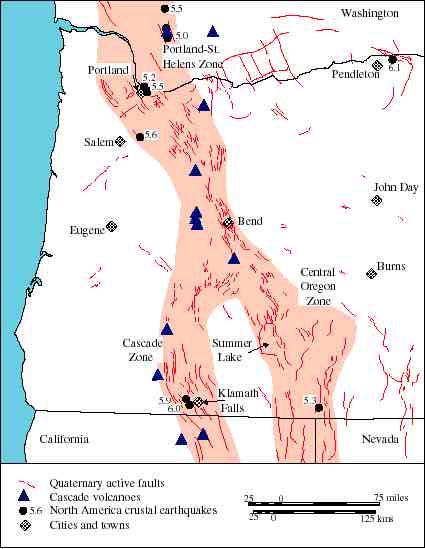 5.5
Washington
5.0
Portland-St.
Helens Zone
Portland
5.2
5.5
Pendleton
6.1
Salem
5.6
John Day
Eugene
Bend
Burns
Central
Oregon
Zone
Cascade
Zone
Summer
Lake
5.9
6.0
Klamath
Falls
5.3
California
Nevada
Quaternary active faults
Cascade volcanoes
5.6 North America crustal earthquakes
Cities and towns
25 0 75 miles
25 0 125 kms